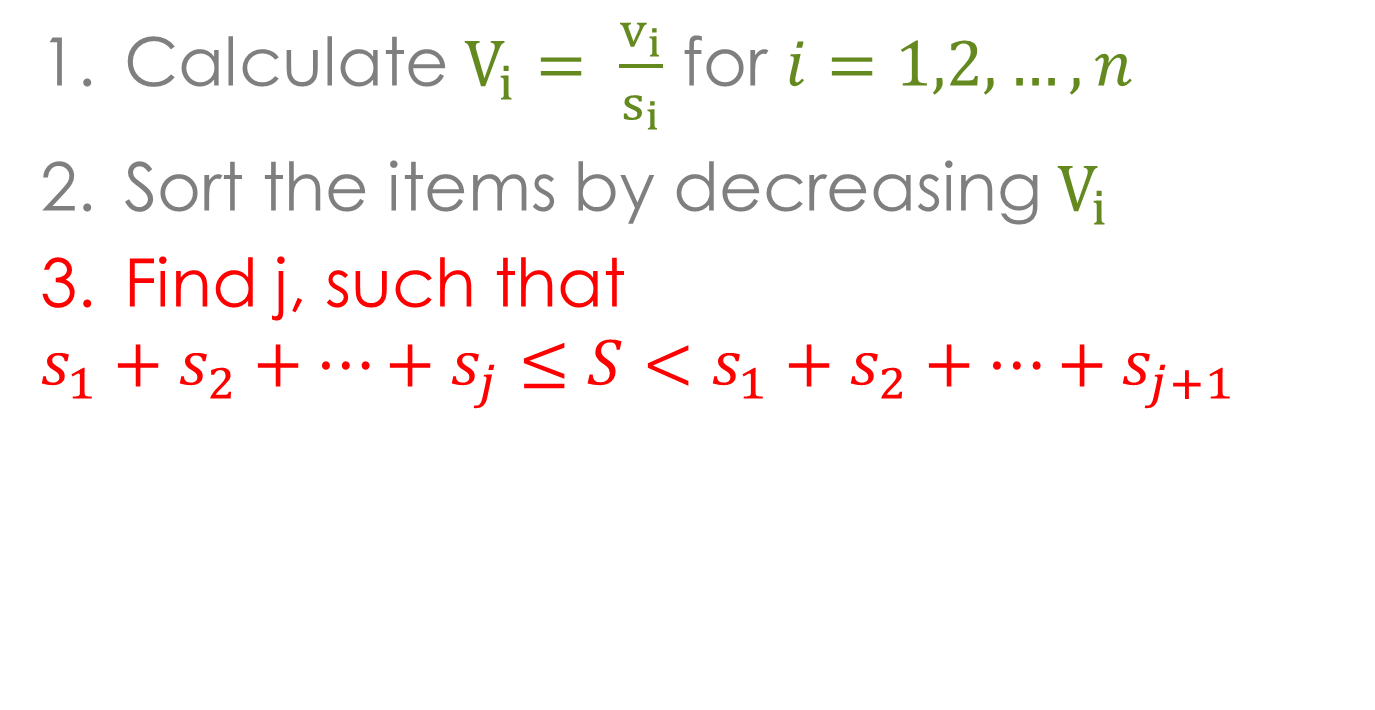 1. Calculate Vᵢ = vᵢ/sᵢ for i = 1,2, … , n
2. Sort the items by decreasing Vᵢ
3. Find j, such that
s₁ + s₂ + ⋯ + sⱼ ≤ S < s₁ + s₂ + ⋯ + sⱼ₊₁